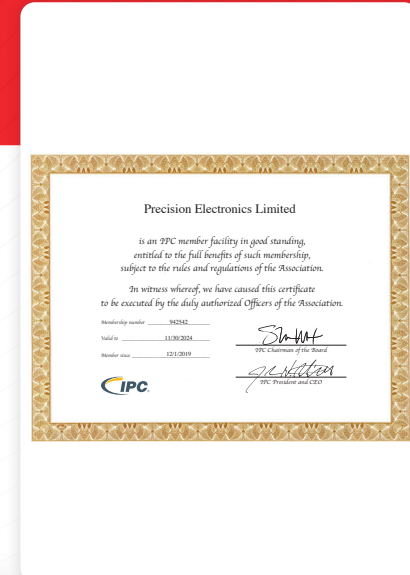 Precision Electronics Limited
is an IPC member facility in good standing,
entitled to the full benefits of such membership,
subject to the rules and regulations of the Association.
In witness whereof, we have caused this certificate
to be executed by the duly authorized Officers of the Association.
Membership number 942542
Valid to 11/30/2024
Member since 12/1/2019
IPC Chairman of the Board
IPC President and CEO
IPC